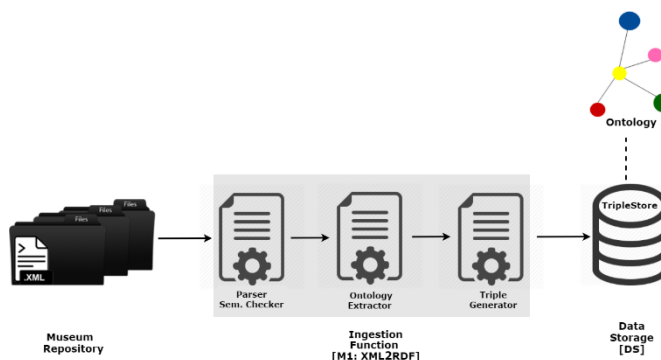 Ontology
Files
Files
Files
.XML
TripleStore
Parser
Sem. Checker
Ontology
Extractor
Triple
Generator
Museum
Repository
Ingestion
Function
[M1: XML2RDF]
Data
Storage
[DS]